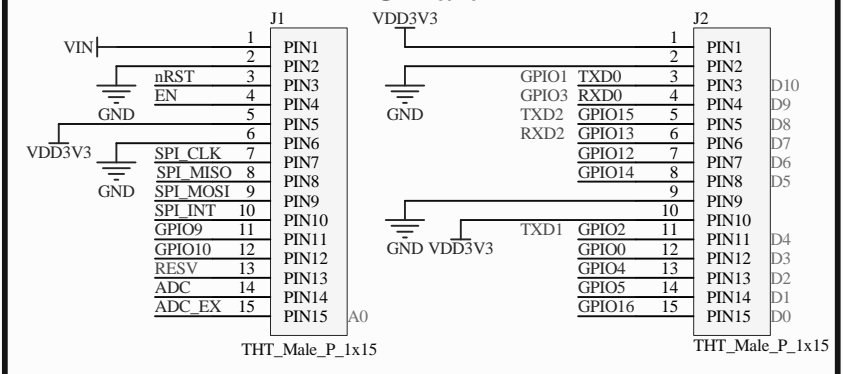 J1
VIN 1 PIN1
2 PIN2
nRST 3 PIN3
EN 4 PIN4
GND
5 PIN5
VDD3V3
6 PIN6
SPI_CLK 7 PIN7
SPI_MISO 8 PIN8
GND
SPI_MOSI 9 PIN9
SPI_INT 10 PIN10
GPIO9 11 PIN11
GPIO10 12 PIN12
RESV 13 PIN13
ADC 14 PIN14
ADC_EX 15 PIN15 A0
THT_Male_P_1x15
VDD3V3
J2
1 PIN1
2 PIN2
GPIO1 TXD0 3 PIN3 D10
GPIO3 RXD0 4 PIN4 D9
GND
TXD2 GPIO15 5 PIN5 D8
RXD2 GPIO13 6 PIN6 D7
GPIO12 7 PIN7 D6
GPIO14 8 PIN8 D5
9 PIN9
10 PIN10
GND VDD3V3
TXD1 GPIO2 11 PIN11 D4
GPIO0 12 PIN12 D3
GPIO4 13 PIN13 D2
GPIO5 14 PIN14 D1
GPIO16 15 PIN15 D0
THT_Male_P_1x15